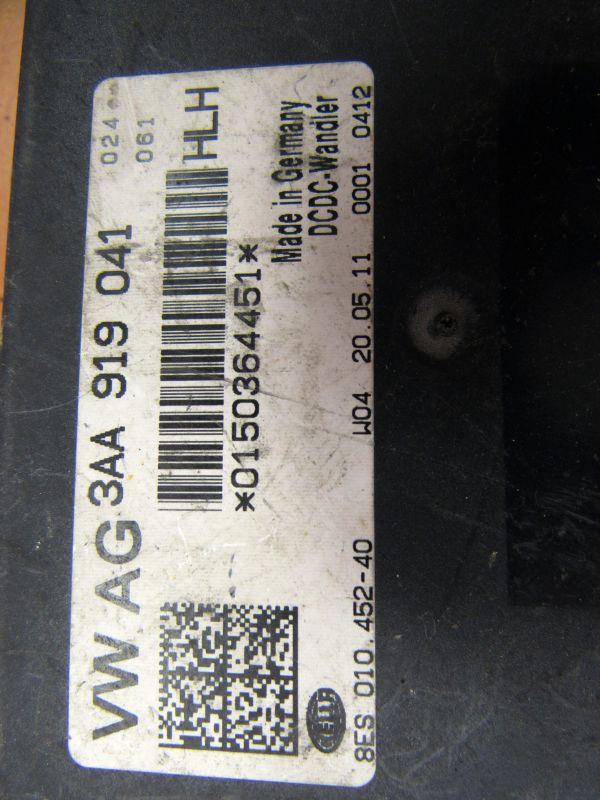 VW AG 3AA 919 041
024
061
HLH
*0150364451*
Made in Germany
DCDC-Wandler
HELLA
8ES 010.452-40 W04 20.05.11 0001 0412